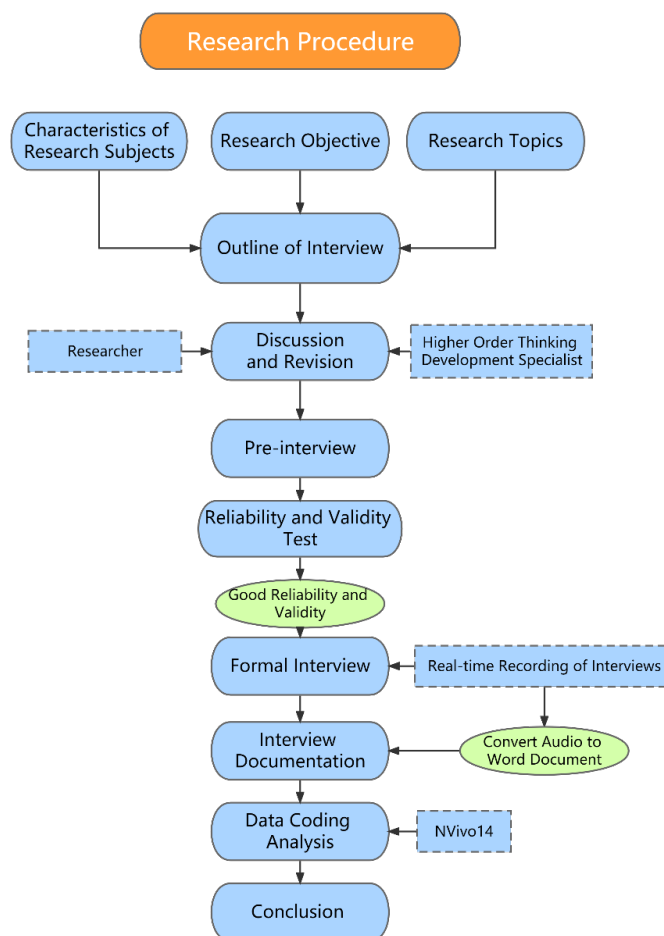 Research Procedure
Characteristics of
Research Subjects
Research Objective
Research Topics
Outline of Interview
Researcher
Discussion
and Revision
Higher Order Thinking
Development Specialist
Pre-interview
Reliability and Validity
Test
Good Reliability and
Validity
Formal Interview
Real-time Recording of Interviews
Interview
Documentation
Convert Audio to
Word Document
Data Coding
Analysis
NVivo14
Conclusion